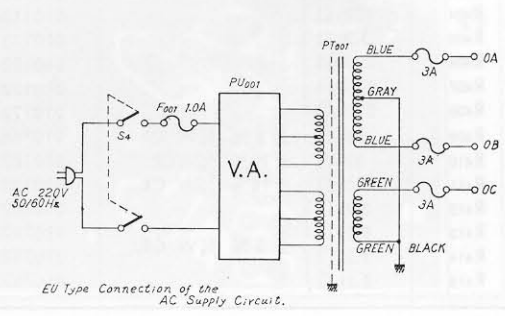 PT001
BLUE
0A
3A
PU001
GRAY
F001 1.0A
S4
BLUE
0B
3A
V.A.
GREEN
0C
AC 220V
50/60Hz
3A
GREEN
BLACK
EU Type Connection of the
AC Supply Circuit.